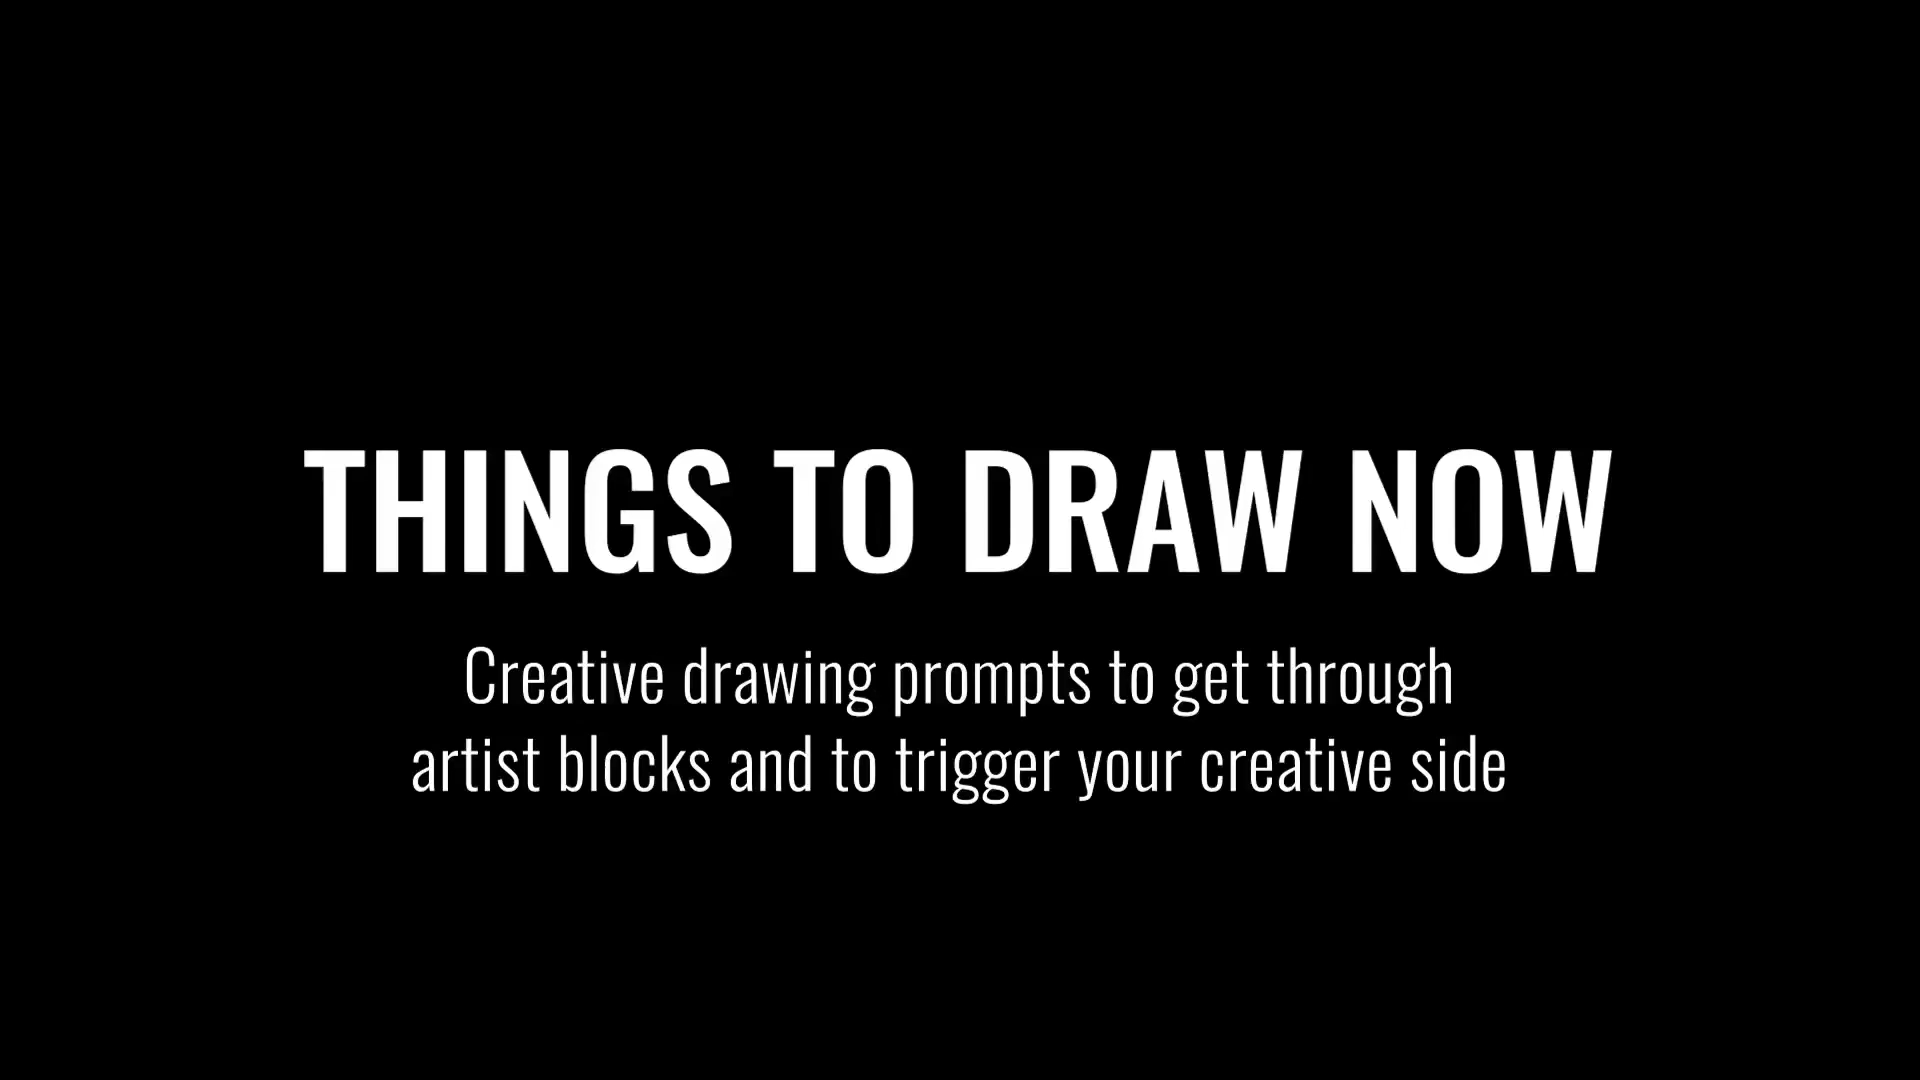 THINGS TO DRAW NOW
Creative drawing prompts to get through
artist blocks and to trigger your creative side